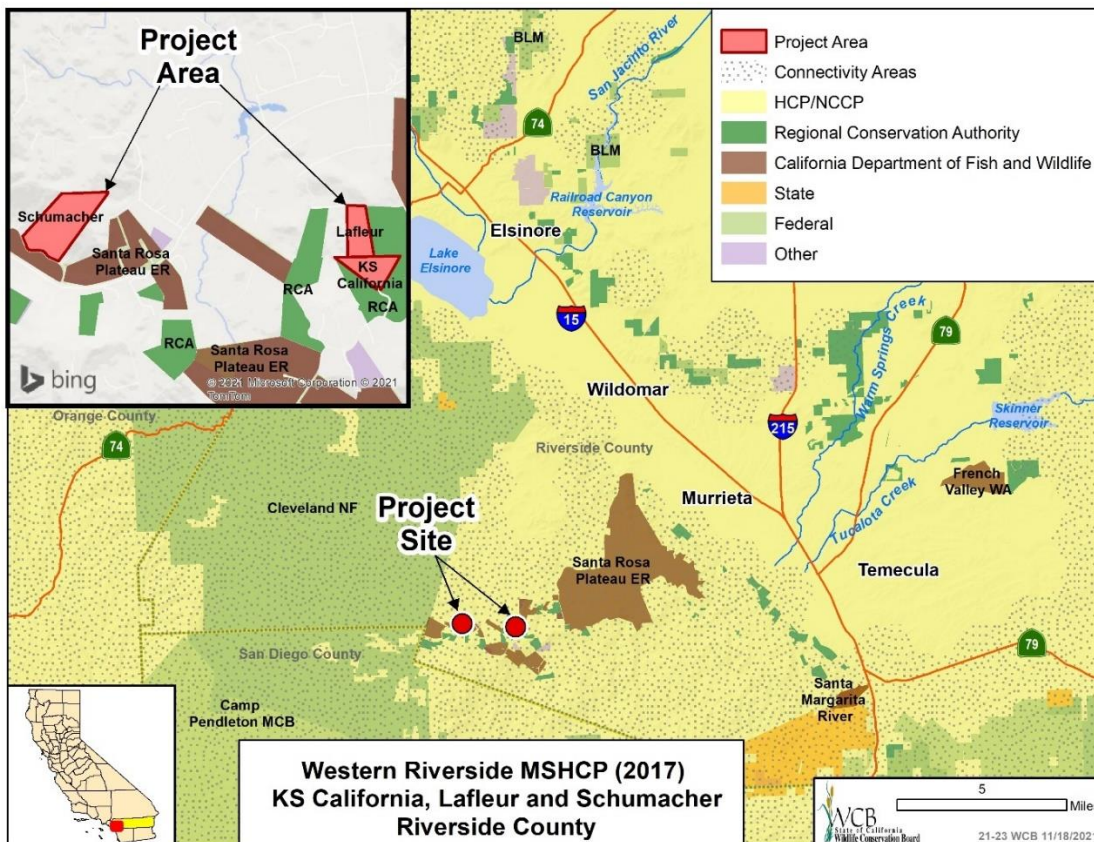 Project
Area
Schumacher
Santa Rosa
Plateau ER
Lafleur
KS
California
RCA
RCA
RCA
Santa Rosa
Plateau ER
bing
© 2021 Microsoft Corporation © 2021
TomTom
Project Area
Connectivity Areas
HCP/NCCP
Regional Conservation Authority
California Department of Fish and Wildlife
State
Federal
Other
BLM
San Jacinto River
74
BLM
Railroad Canyon
Reservoir
Elsinore
Lake
Elsinore
15
Wildomar
Warm Springs Creek
79
Skinner
Reservoir
215
Orange County
74
Riverside County
Murrieta
French
Valley WA
Tucalota Creek
Cleveland NF
Project
Site
Santa Rosa
Plateau ER
Temecula
San Diego County
79
Camp
Pendleton MCB
Santa
Margarita
River
Western Riverside MSHCP (2017)
KS California, Lafleur and Schumacher
Riverside County
5
Miles
WCB
State of California
Wildlife Conservation Board
21-23 WCB 11/18/2021